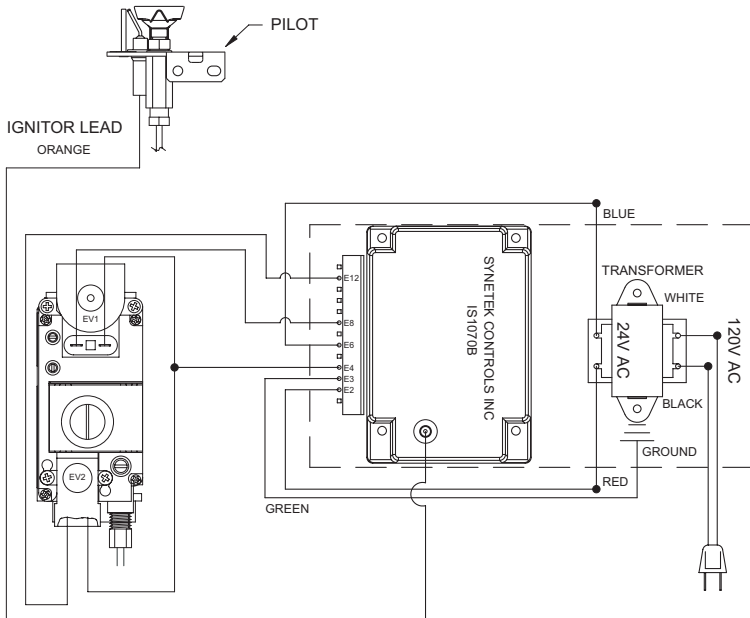 PILOT
IGNITOR LEAD
ORANGE
BLUE
TRANSFORMER
WHITE
24V AC
120V AC
BLACK
GROUND
RED
GREEN
SYNETEK CONTROLS INC
IS1070B
E12
E8
E6
E4
E3
E2
EV1
EV2